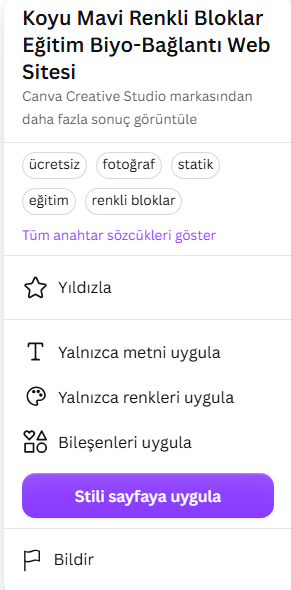 Koyu Mavi Renkli Bloklar
Eğitim Biyo-Bağlantı Web
Sitesi
Canva Creative Studio markasından
daha fazla sonuç görüntüle
ücretsiz fotoğraf statik
eğitim renkli bloklar
Tüm anahtar sözcükleri göster
Yıldızla
Yalnızca metni uygula
Yalnızca renkleri uygula
Bileşenleri uygula
Stili sayfaya uygula
Bildir